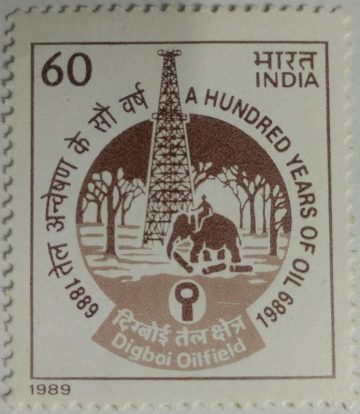 60
भारत
INDIA
1889 तेल अन्वेषण के सौ वर्ष
A HUNDRED YEARS OF OIL 1989
दिग्बोई तेल क्षेत्र
Digboi Oilfield
1989